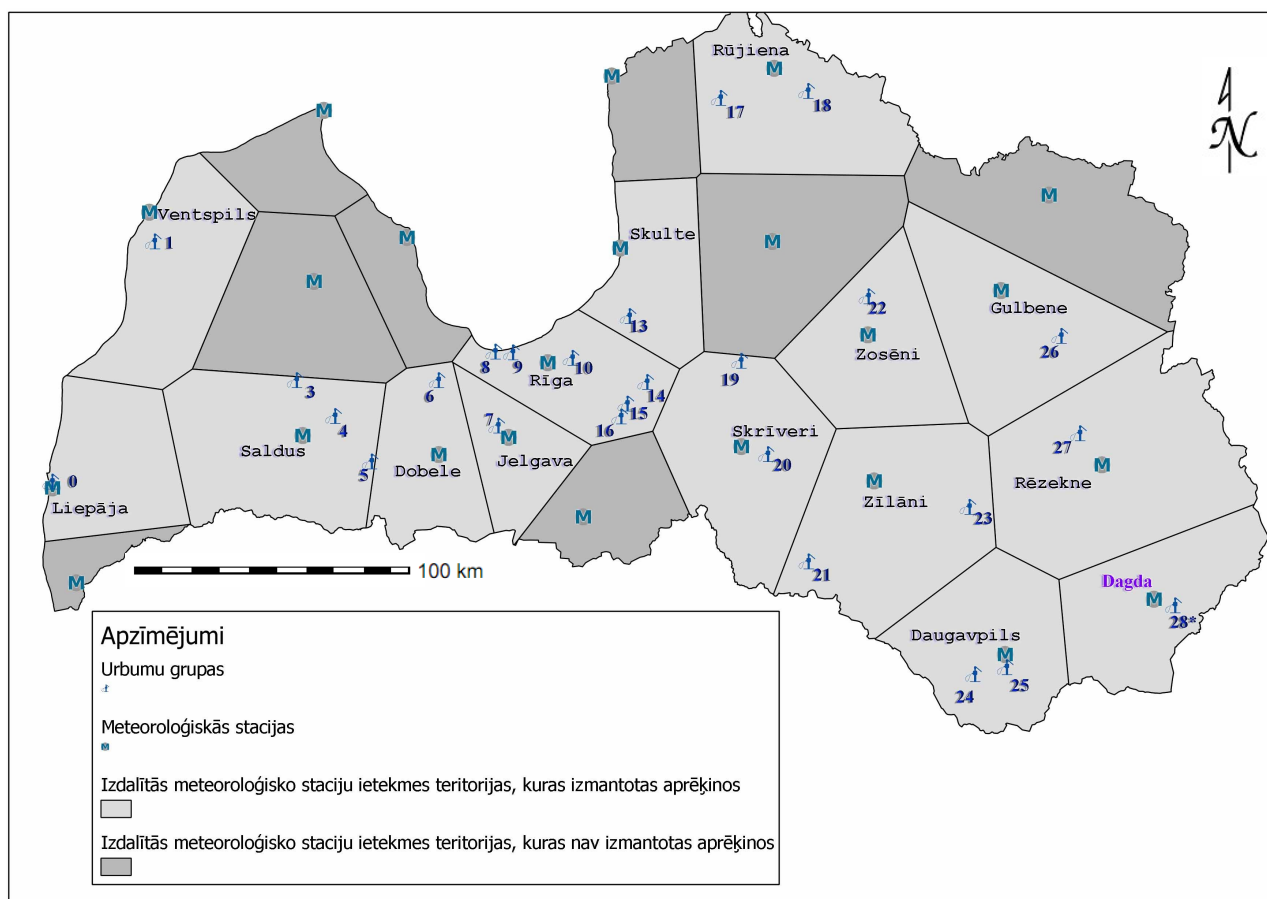 Rūjiena
M
M
17
18
M
N
M
M
Ventspils
1
M
Skulte
M
M
M
M
M
Gulbene
22
13
M
Zosēni
26
8
9
M
10
Rīga
19
3
6
14
4
15
16
7
M
Saldus
M
Jelgava
Skrīveri
M
20
27
M
Rēzekne
5
M
Dobele
0
M
Liepāja
M
Zīlāni
23
M
21
100 km
M
Dagda
M
28*
Daugavpils
M
24
25
Apzīmējumi
Urbumu grupas
Meteoroloģiskās stacijas
M
Izdalītās meteoroloģisko staciju ietekmes teritorijas, kuras izmantotas aprēķinos
Izdalītās meteoroloģisko staciju ietekmes teritorijas, kuras nav izmantotas aprēķinos